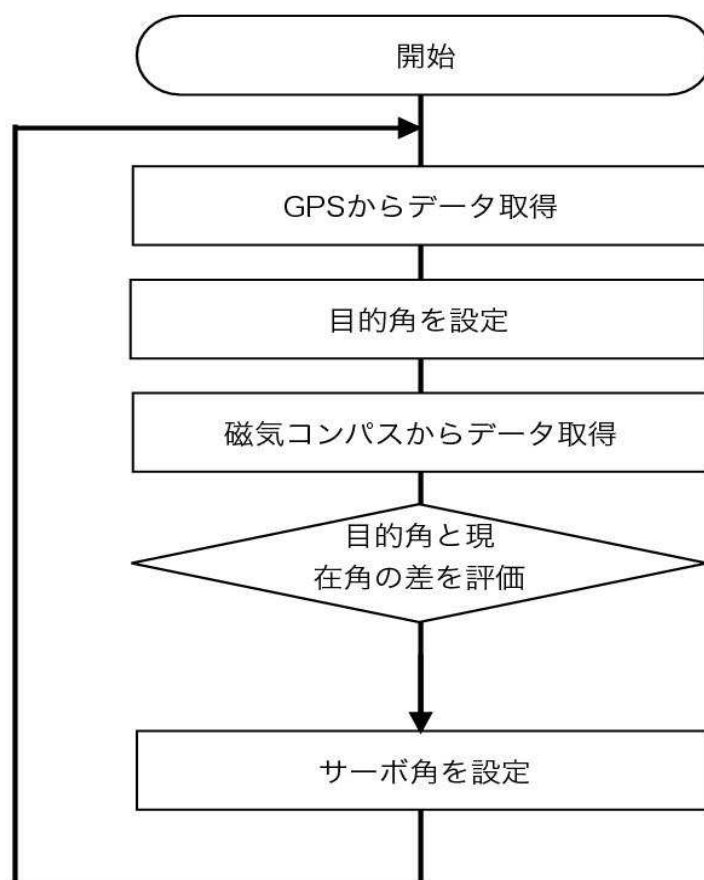 開始
GPSからデータ取得
目的角を設定
磁気コンパスからデータ取得
目的角と現
在角の差を評価
サーボ角を設定